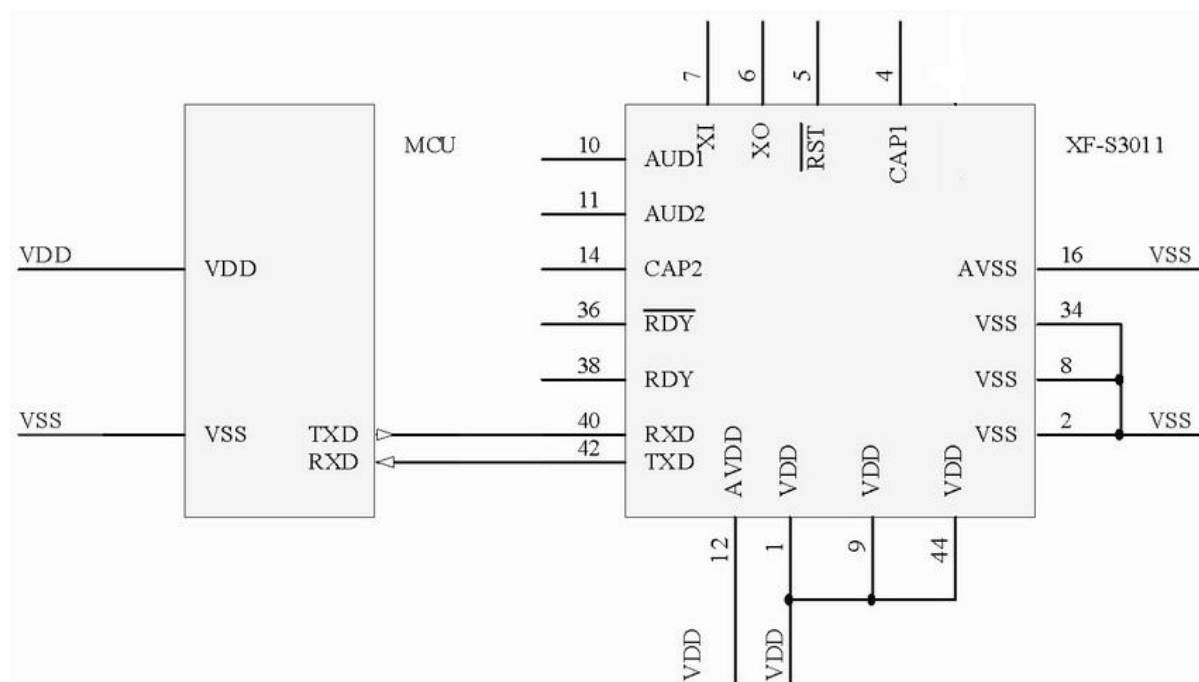 7 6 5 4
XI XO RST CAP1
MCU
XF-S3011
10 AUD1
11 AUD2
VDD VDD
14 CAP2
AVSS 16 VSS
36 RDY
VSS 34
38 RDY
VSS 8
VSS VSS TXD
40 RXD
VSS 2 VSS
RXD 42 TXD
AVDD VDD VDD VDD
12 1 9 44
VDD VDD